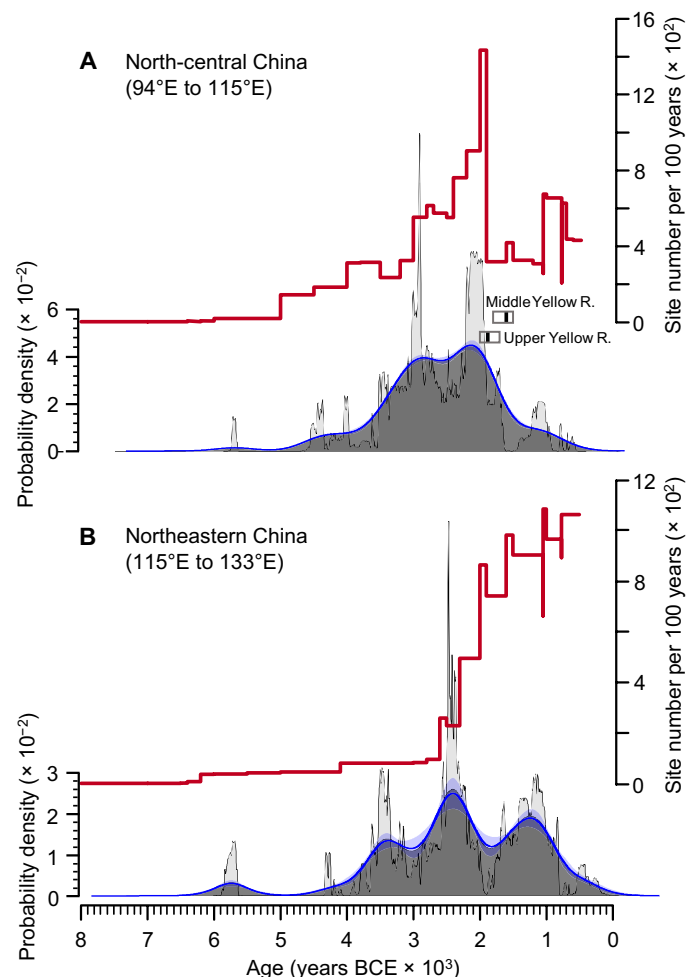 A North-central China
(94°E to 115°E)
16
12
8
4
0
Site number per 100 years (× 10²)
Probability density (× 10⁻²)
6
4
2
0
Middle Yellow R.
Upper Yellow R.
B Northeastern China
(115°E to 133°E)
12
8
4
0
Site number per 100 years (× 10²)
Probability density (× 10⁻²)
3
2
1
0
8 7 6 5 4 3 2 1 0
Age (years BCE × 10³)